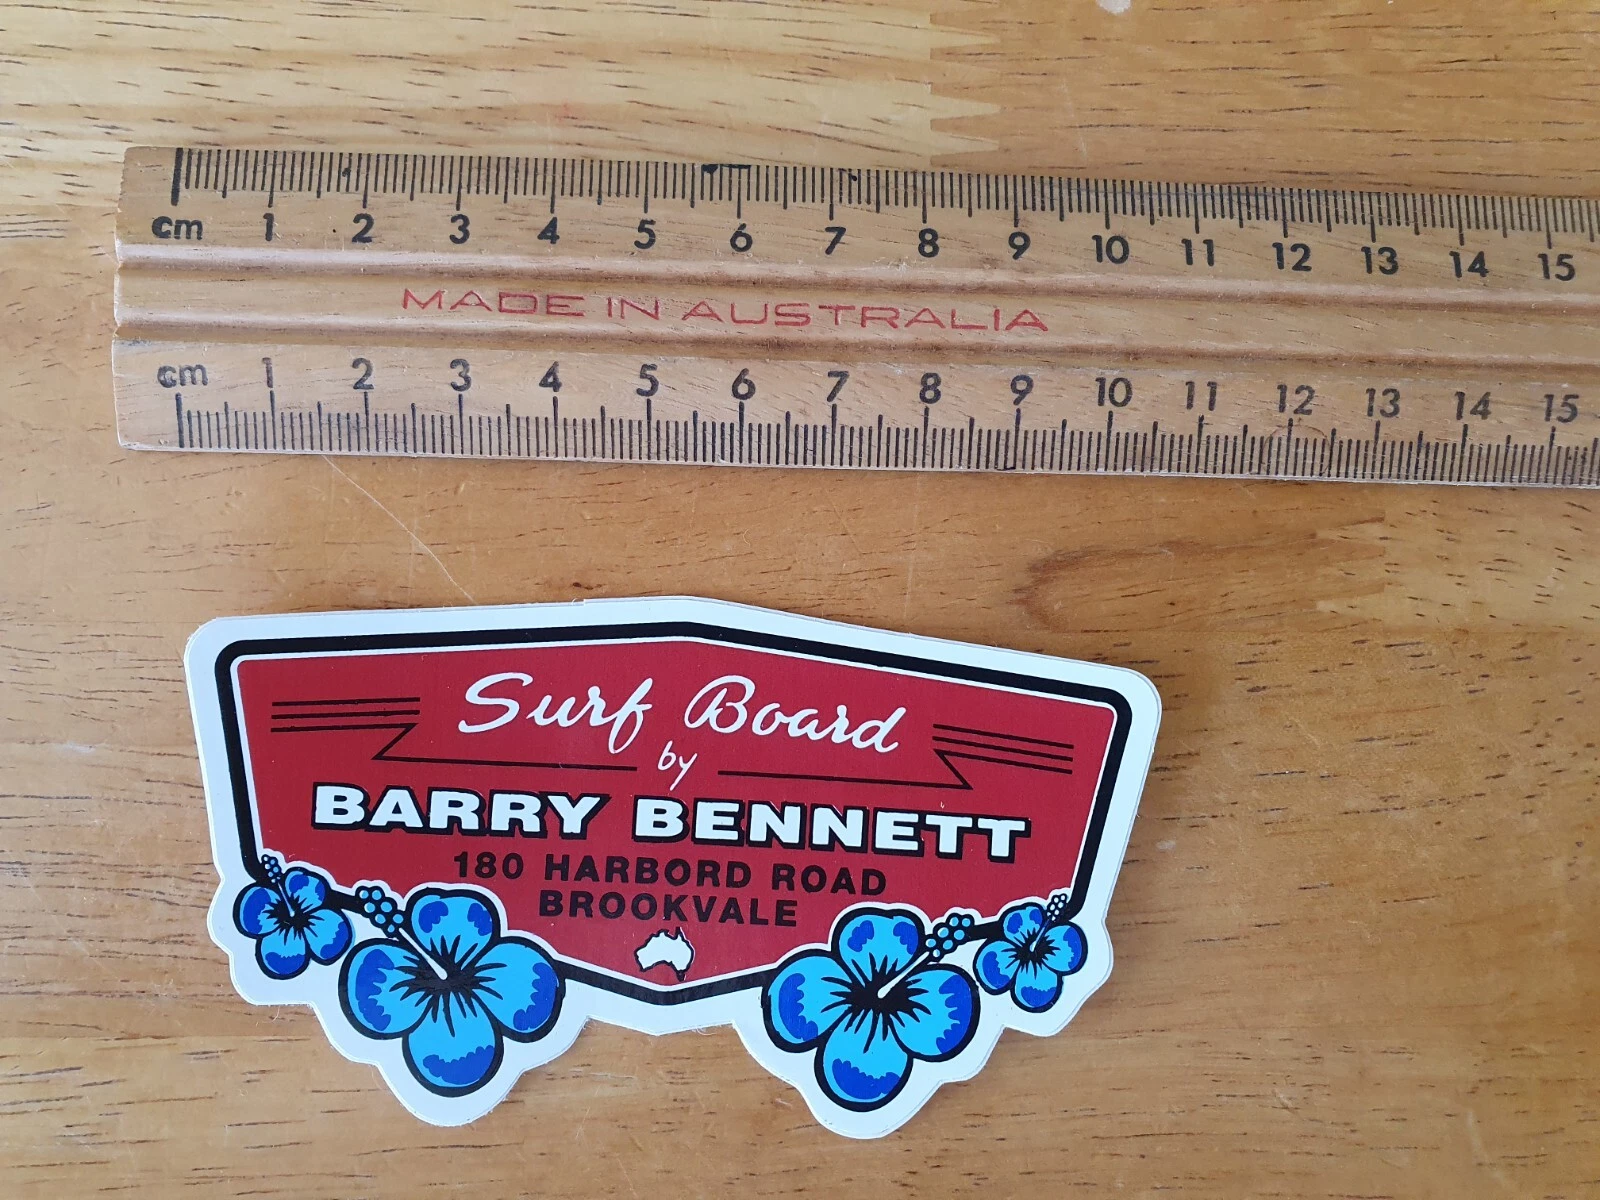 cm 1 2 3 4 5 6 7 8 9 10 11 12 13 14 15
MADE IN AUSTRALIA
cm 1 2 3 4 5 6 7 8 9 10 11 12 13 14 15
Surf Board
by
BARRY BENNETT
180 HARBORD ROAD
BROOKVALE